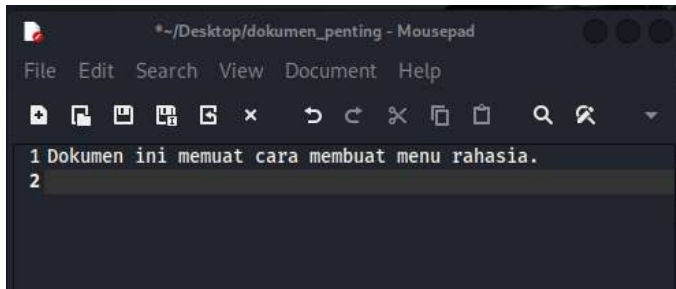 *~/Desktop/dokumen_penting - Mousepad
File Edit Search View Document Help
1 Dokumen ini memuat cara membuat menu rahasia.
2